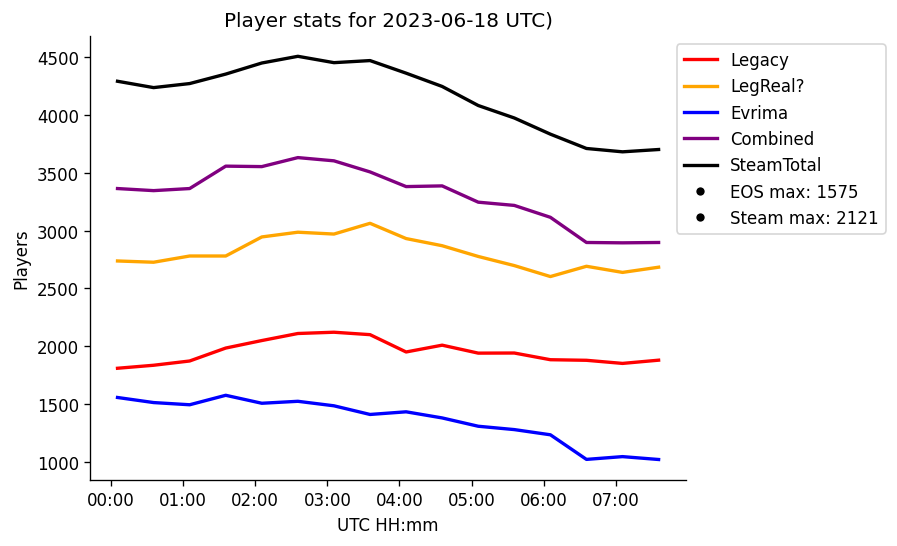 Player stats for 2023-06-18 UTC)
Players
4500
4000
3500
3000
2500
2000
1500
1000
00:00 01:00 02:00 03:00 04:00 05:00 06:00 07:00
UTC HH:mm
Legacy
LegReal?
Evrima
Combined
SteamTotal
EOS max: 1575
Steam max: 2121